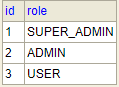 id role
1 SUPER_ADMIN
2 ADMIN
3 USER